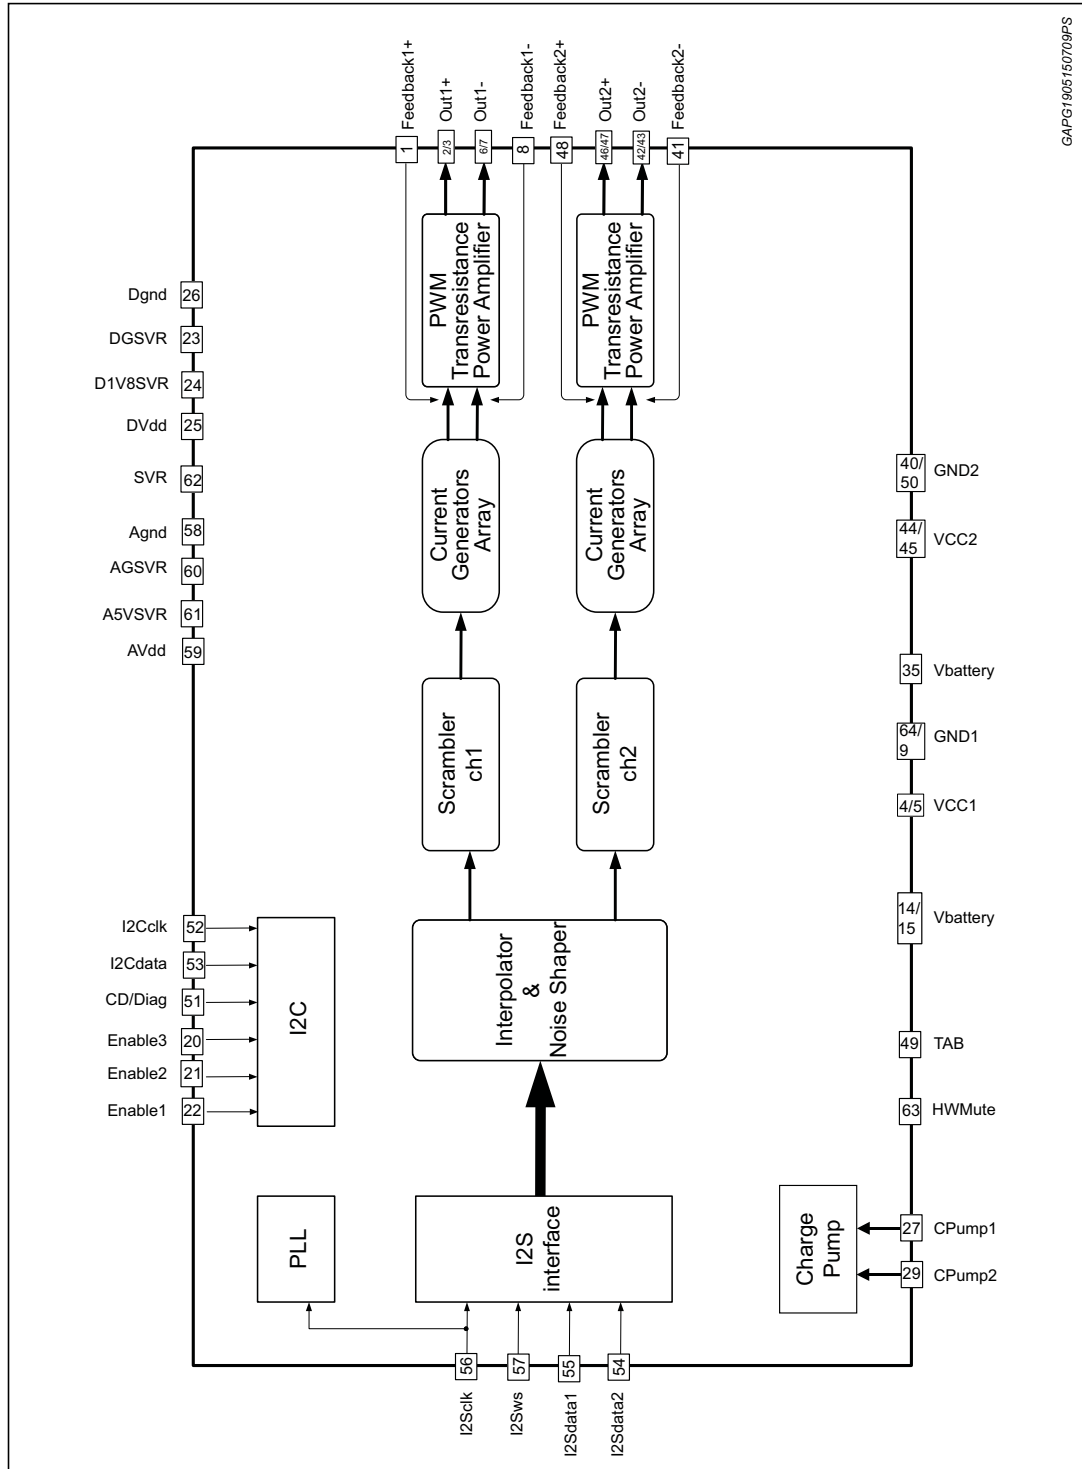 GAPG1905150709PS
Feedback1+
Out1+
Out1-
Feedback1-
Feedback2+
Out2+
Out2-
Feedback2-
1
2/3
6/7
8
48
46/47
42/43
41
PWM
Transresistance
Power Amplifier
PWM
Transresistance
Power Amplifier
Current
Generators
Array
Current
Generators
Array
Scrambler
ch1
Scrambler
ch2
Interpolator
&
Noise Shaper
I2S
interface
PLL
I2C
Charge
Pump
Dgnd 26
DGSVR 23
D1V8SVR 24
DVdd 25
SVR 62
Agnd 58
AGSVR 60
A5VSVR 61
AVdd 59
I2Cclk 52
I2Cdata 53
CD/Diag 51
Enable3 20
Enable2 21
Enable1 22
40/
50 GND2
44/
45 VCC2
35 Vbattery
64/
9 GND1
4/5 VCC1
14/
15 Vbattery
49 TAB
63 HWMute
27 CPump1
29 CPump2
56
57
55
54
I2Sclk
I2Sws
I2Sdata1
I2Sdata2